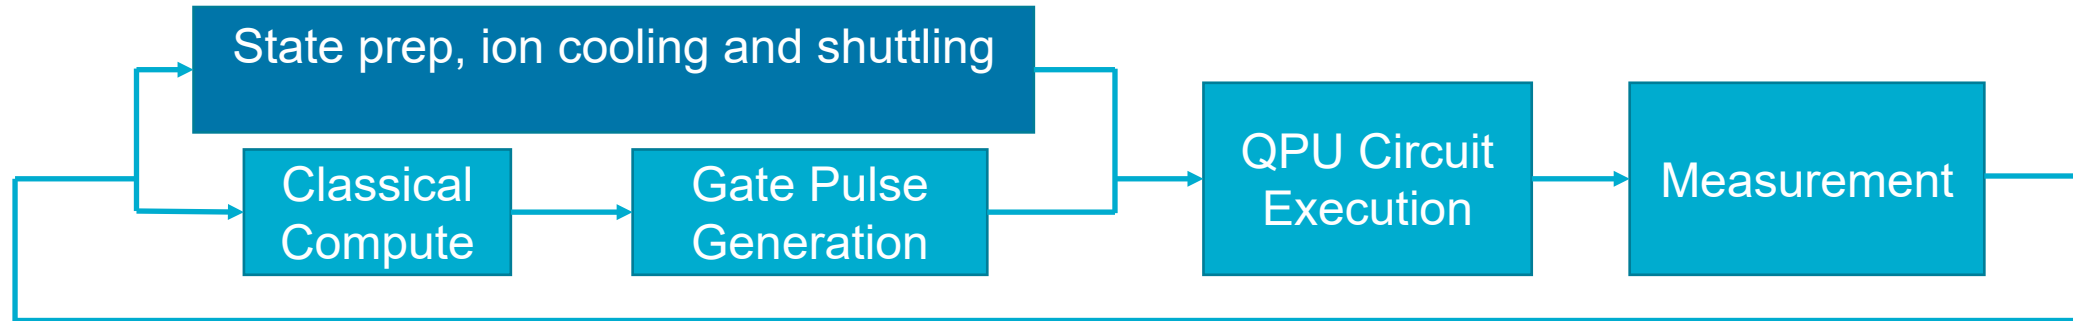 State prep, ion cooling and shuttling
Classical
Compute
Gate Pulse
Generation
QPU Circuit
Execution
Measurement